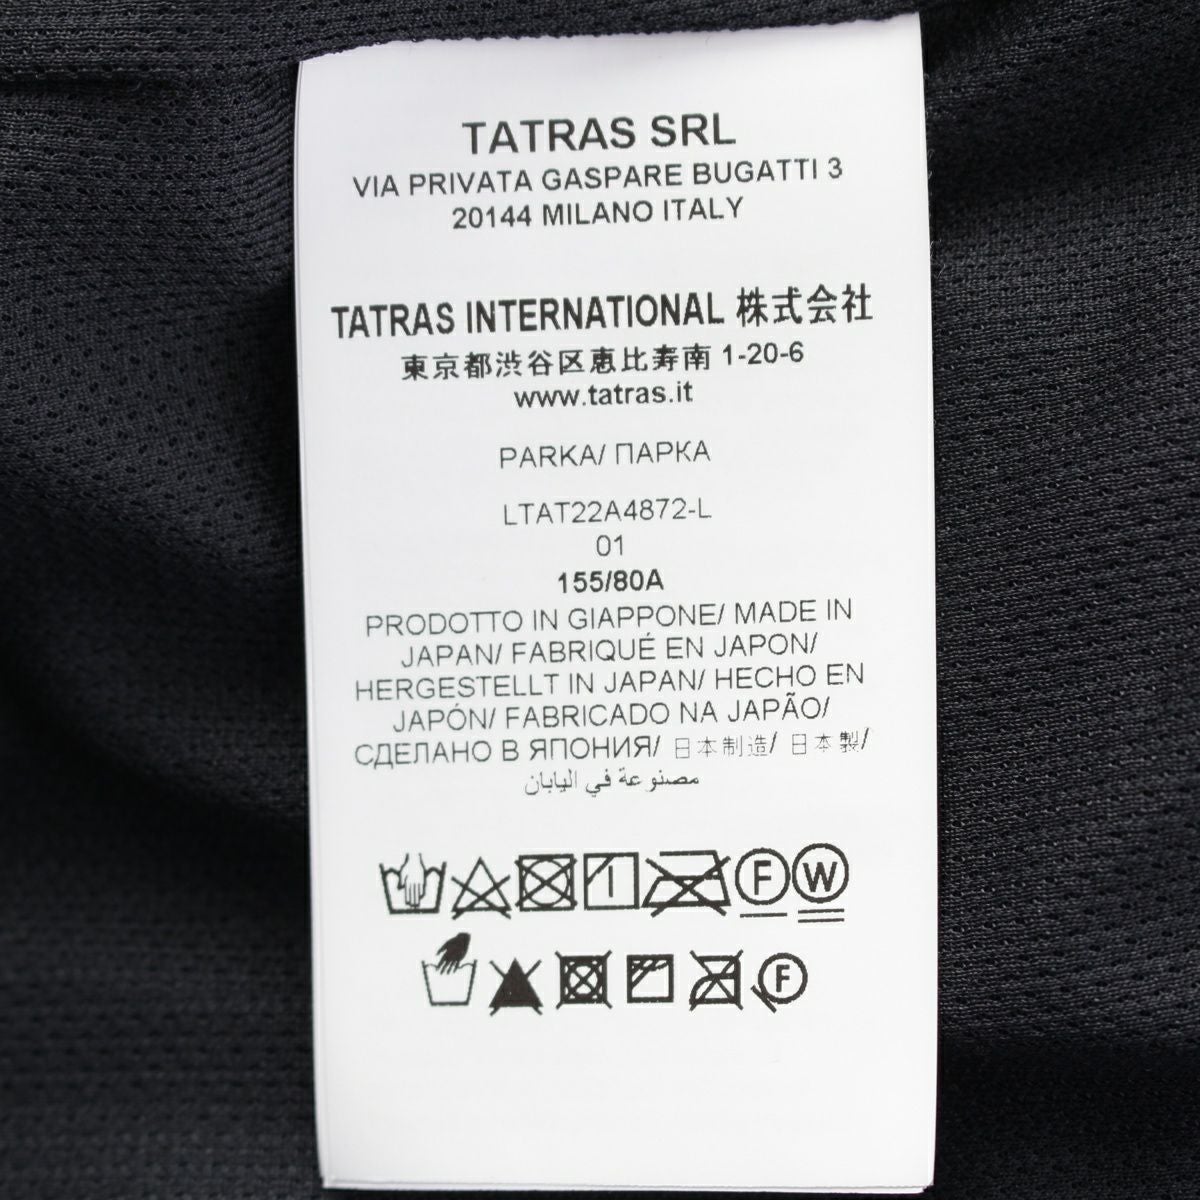 TATRAS SRL
VIA PRIVATA GASPARE BUGATTI 3
20144 MILANO ITALY
TATRAS INTERNATIONAL 株式会社
東京都渋谷区恵比寿南 1-20-6
www.tatras.it
PARKA/ ПАРКА
LTAT22A4872-L
01
155/80A
PRODOTTO IN GIAPPONE/ MADE IN
JAPAN/ FABRIQUÉ EN JAPON/
HERGESTELLT IN JAPAN/ HECHO EN
JAPÓN/ FABRICADO NA JAPÃO/
СДЕЛАНО В ЯПОНИЯ/ 日本制造/ 日本製/
مصنوعة في اليابان
F W
F